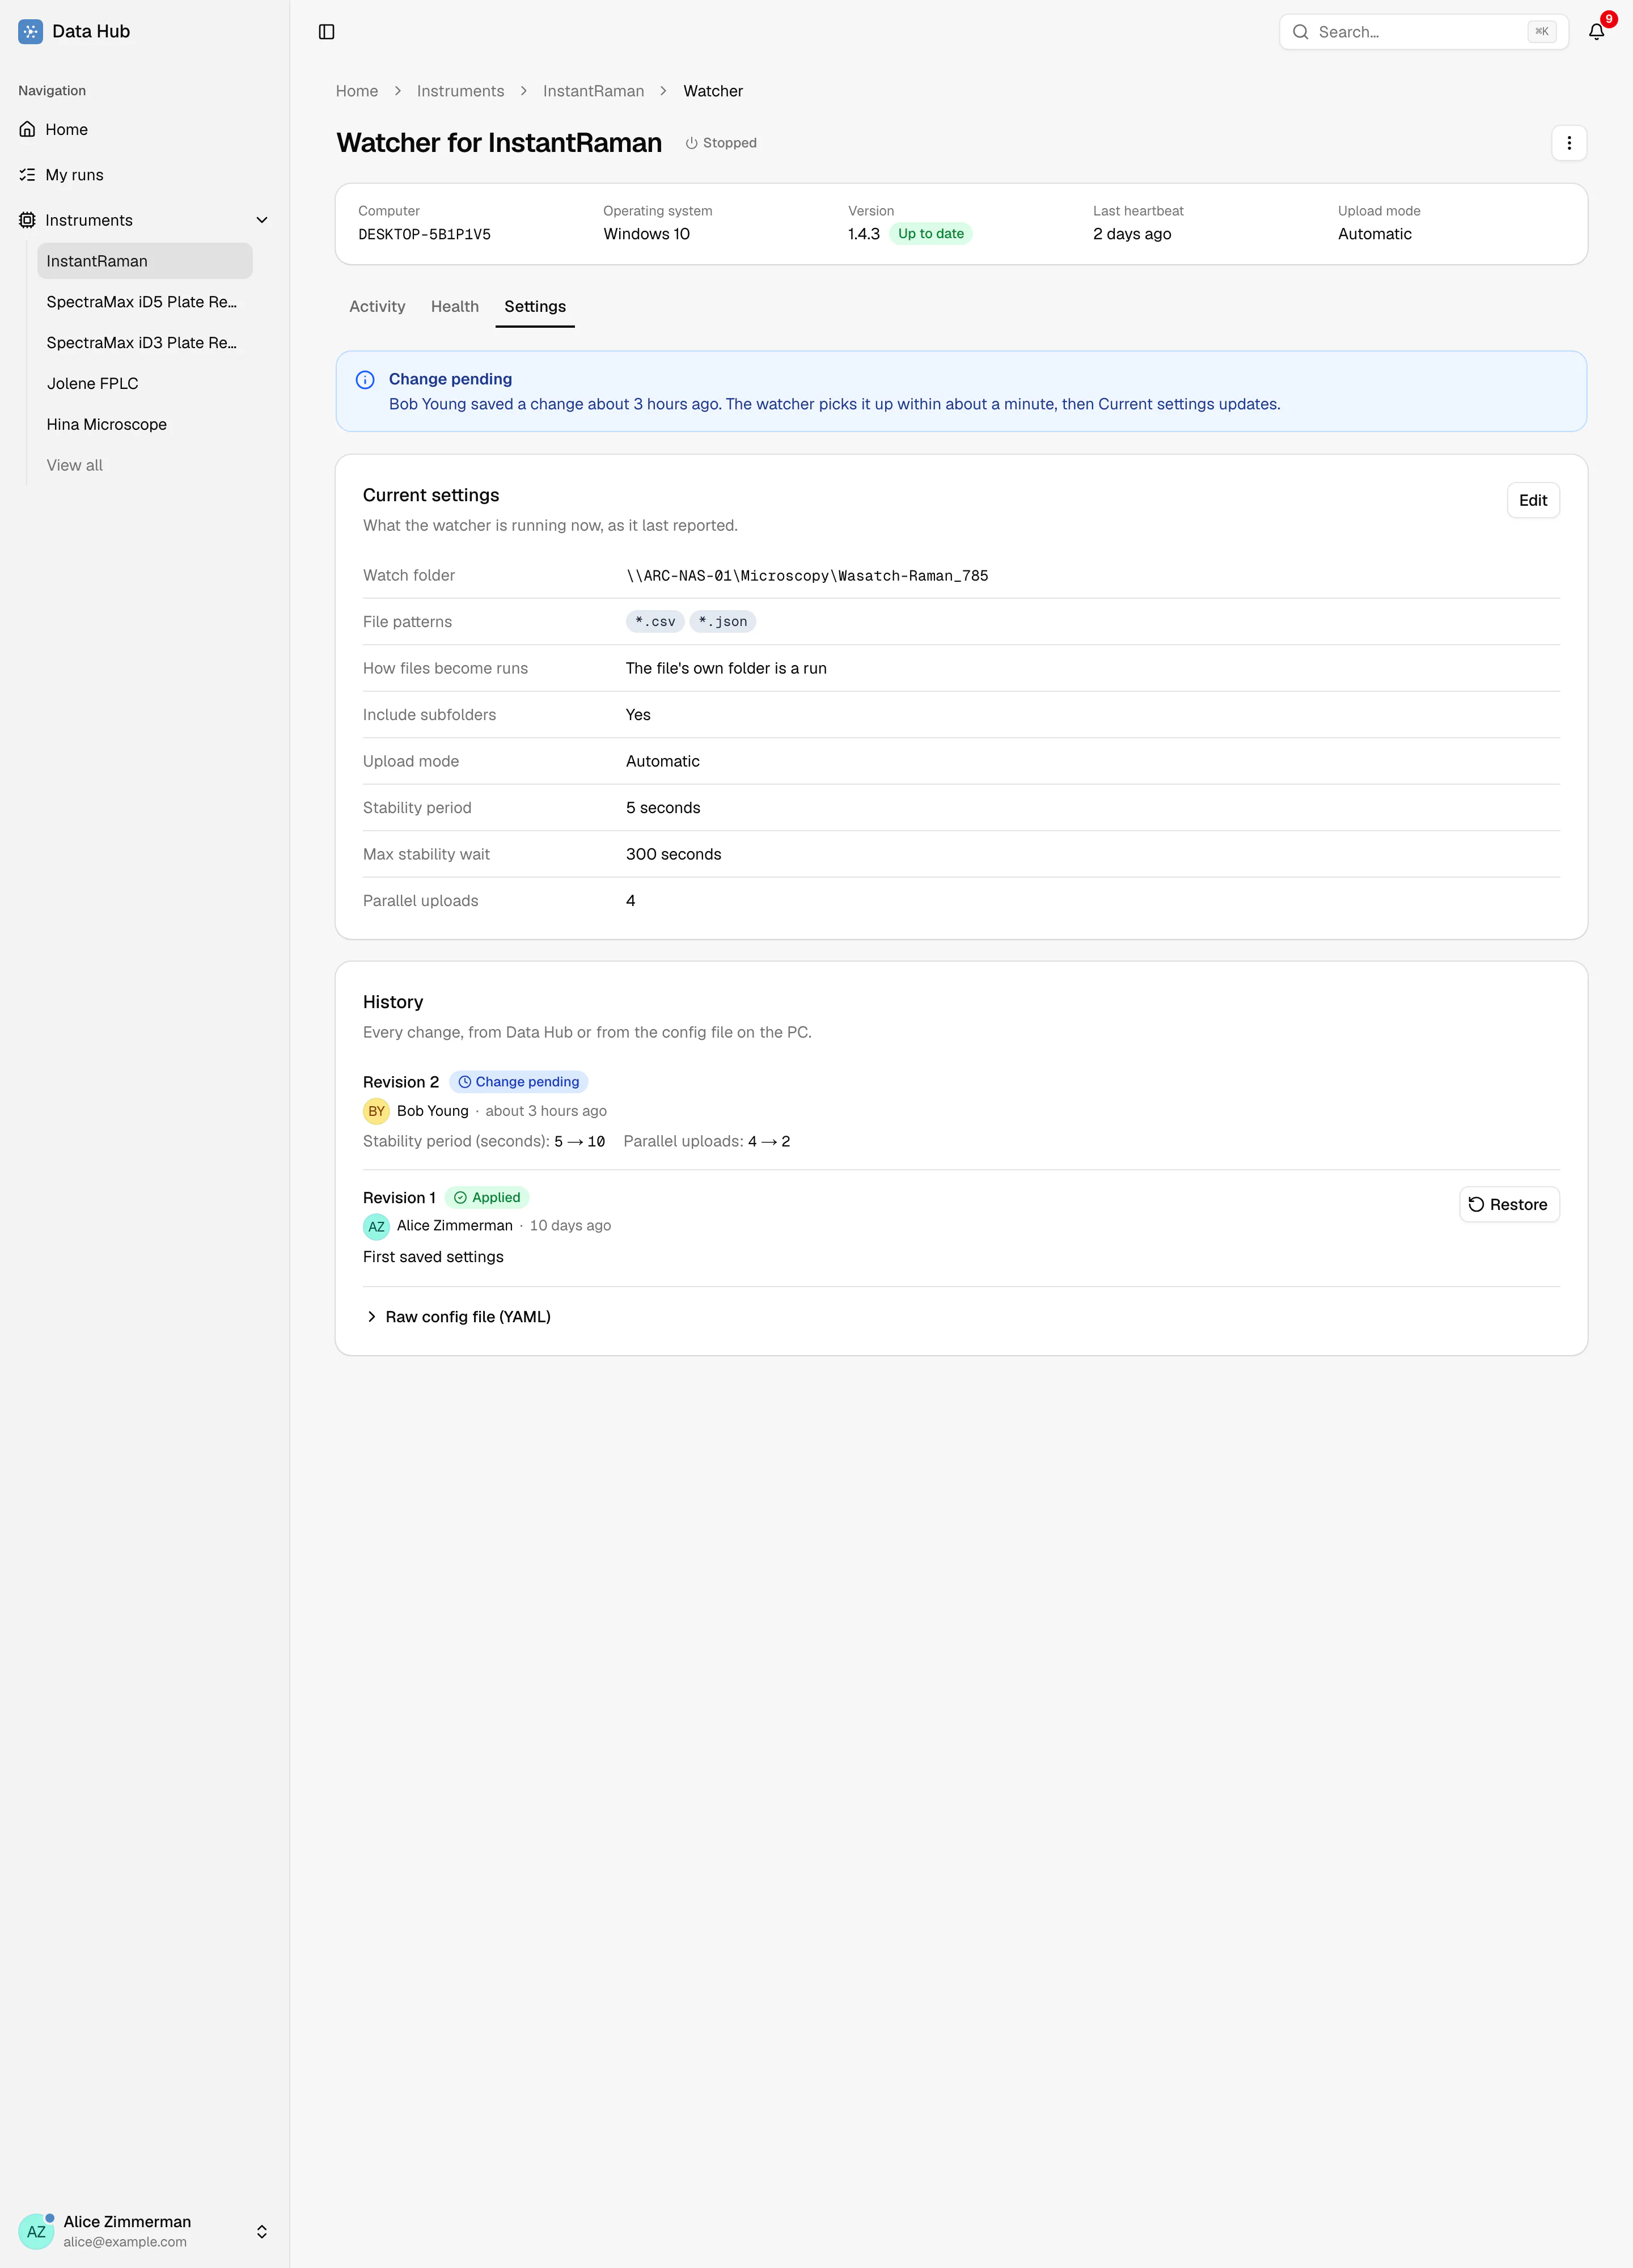 Data Hub
Search...
⌘K
9
Navigation
Home
My runs
Instruments
InstantRaman
SpectraMax iD5 Plate Re...
SpectraMax iD3 Plate Re...
Jolene FPLC
Hina Microscope
View all
Home > Instruments > InstantRaman > Watcher
Watcher for InstantRaman Stopped
Computer Operating system Version Last heartbeat Upload mode
DESKTOP-5B1P1V5 Windows 10 1.4.3 Up to date 2 days ago Automatic
Activity Health Settings
Change pending
Bob Young saved a change about 3 hours ago. The watcher picks it up within about a minute, then Current settings updates.
Current settings
Edit
What the watcher is running now, as it last reported.
Watch folder \\ARC-NAS-01\Microscopy\Wasatch-Raman_785
File patterns *.csv *.json
How files become runs The file's own folder is a run
Include subfolders Yes
Upload mode Automatic
Stability period 5 seconds
Max stability wait 300 seconds
Parallel uploads 4
History
Every change, from Data Hub or from the config file on the PC.
Revision 2 Change pending
BY Bob Young · about 3 hours ago
Stability period (seconds): 5 → 10 Parallel uploads: 4 → 2
Revision 1 Applied
Restore
AZ Alice Zimmerman · 10 days ago
First saved settings
Raw config file (YAML)
AZ
Alice Zimmerman
alice@example.com